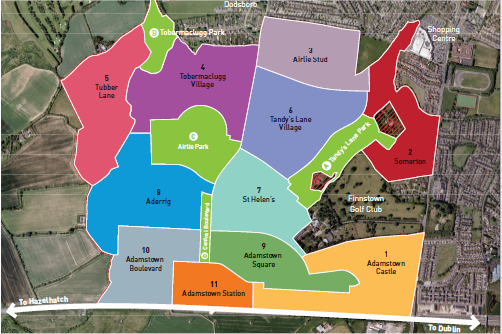 Dodsboro
D Tobermaclugg Park
Shopping
Centre
3
Airlie Stud
5
Tubber
Lane
4
Tobermaclugg
Village
6
Tandy's Lane
Village
C
Airlie Park
A Tandy's Lane Park
2
Somerton
8
Aderrig
7
St Helen's
Finnstown
Golf Club
Central Boulevard
10
Adamstown
Boulevard
9
Adamstown
Square
1
Adamstown
Castle
11
Adamstown Station
To Hazelhatch
To Dublin